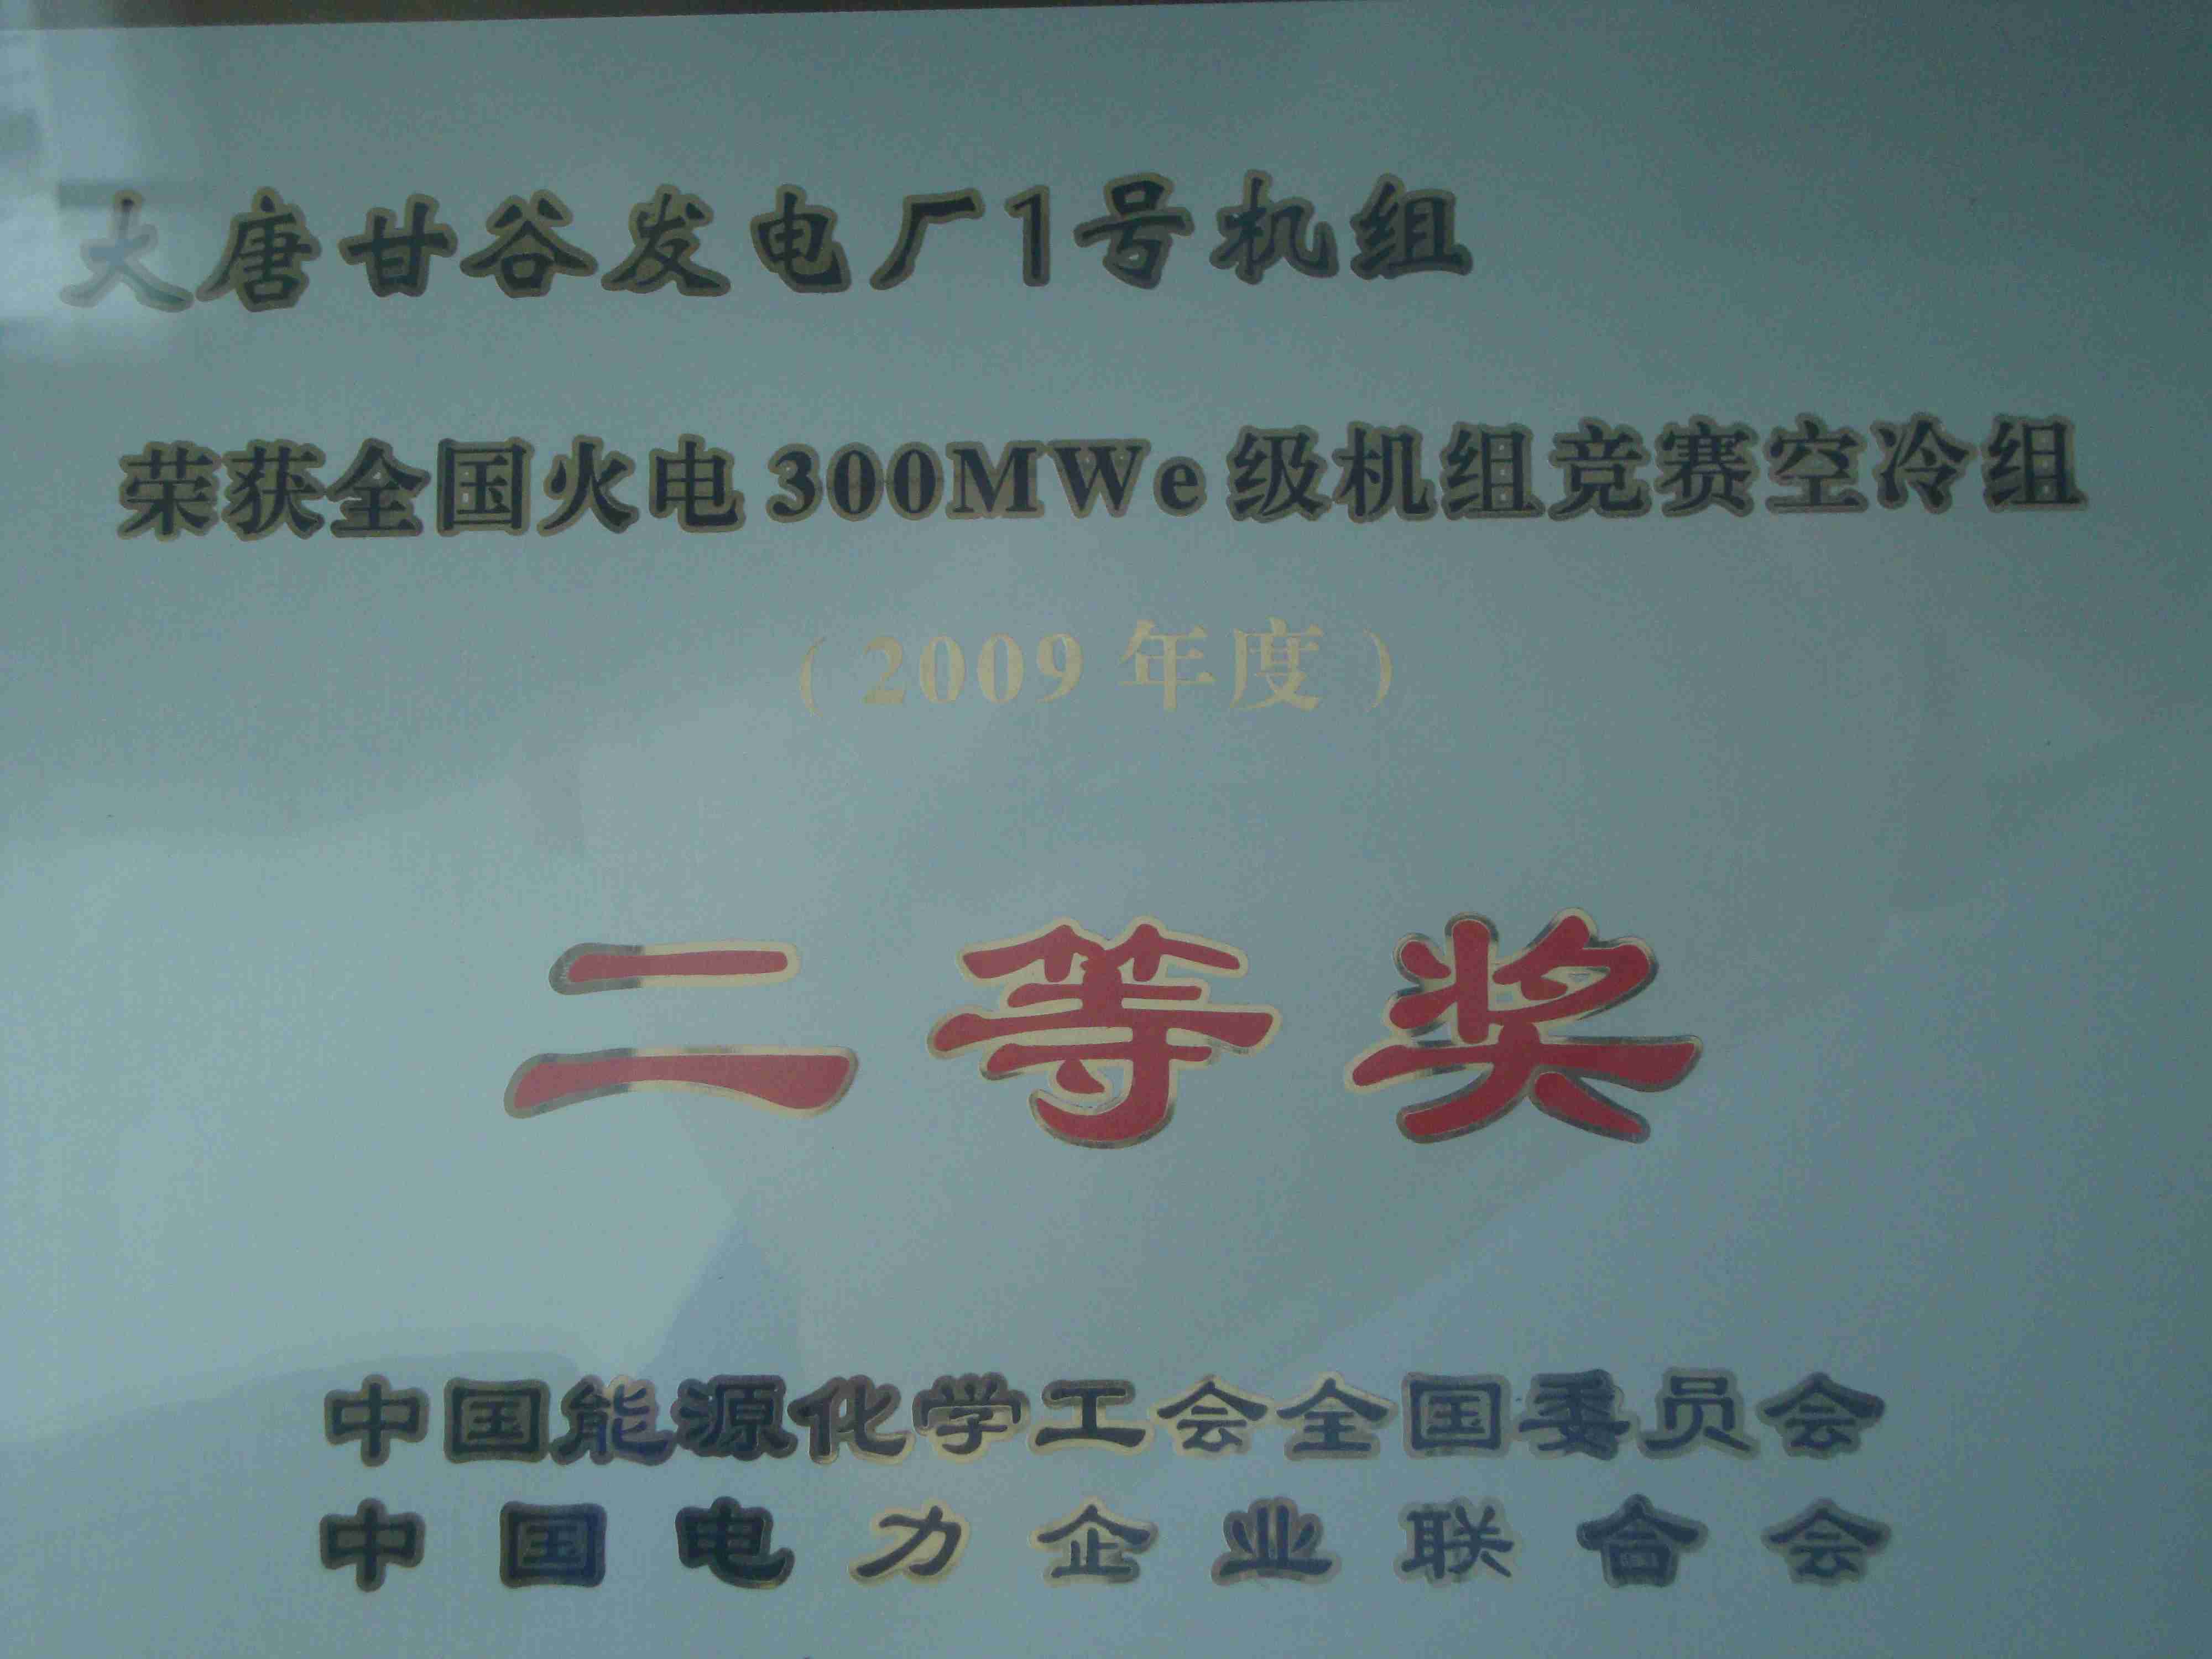 大唐甘谷发电厂1号机组
荣获全国火电300MWe级机组竞赛空冷组
（2009年度）
二等奖
中国能源化学工会全国委员会
中国电力企业联合会